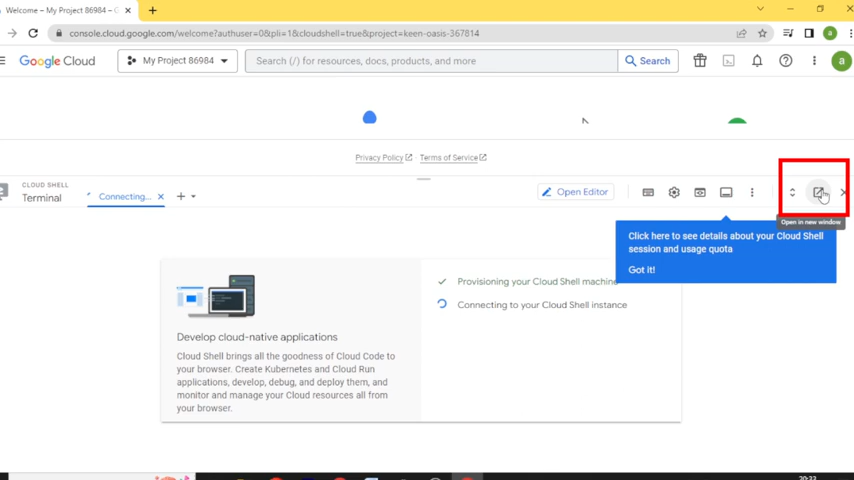 Welcome – My Project 86984 – G
console.cloud.google.com/welcome?authuser=0&pli=1&cloudshell=true&project=keen-oasis-367814
a
Google Cloud
My Project 86984
Search (/) for resources, docs, products, and more
Search
a
Privacy Policy
Terms of Service
CLOUD SHELL
Terminal
Connecting...
Open Editor
Open in new window
Click here to see details about your Cloud Shell
session and usage quota
Got it!
Provisioning your Cloud Shell machine
Connecting to your Cloud Shell instance
Develop cloud-native applications
Cloud Shell brings all the goodness of Cloud Code to
your browser. Create Kubernetes and Cloud Run
applications, develop, debug, and deploy them, and
monitor and manage your Cloud resources all from
your browser.